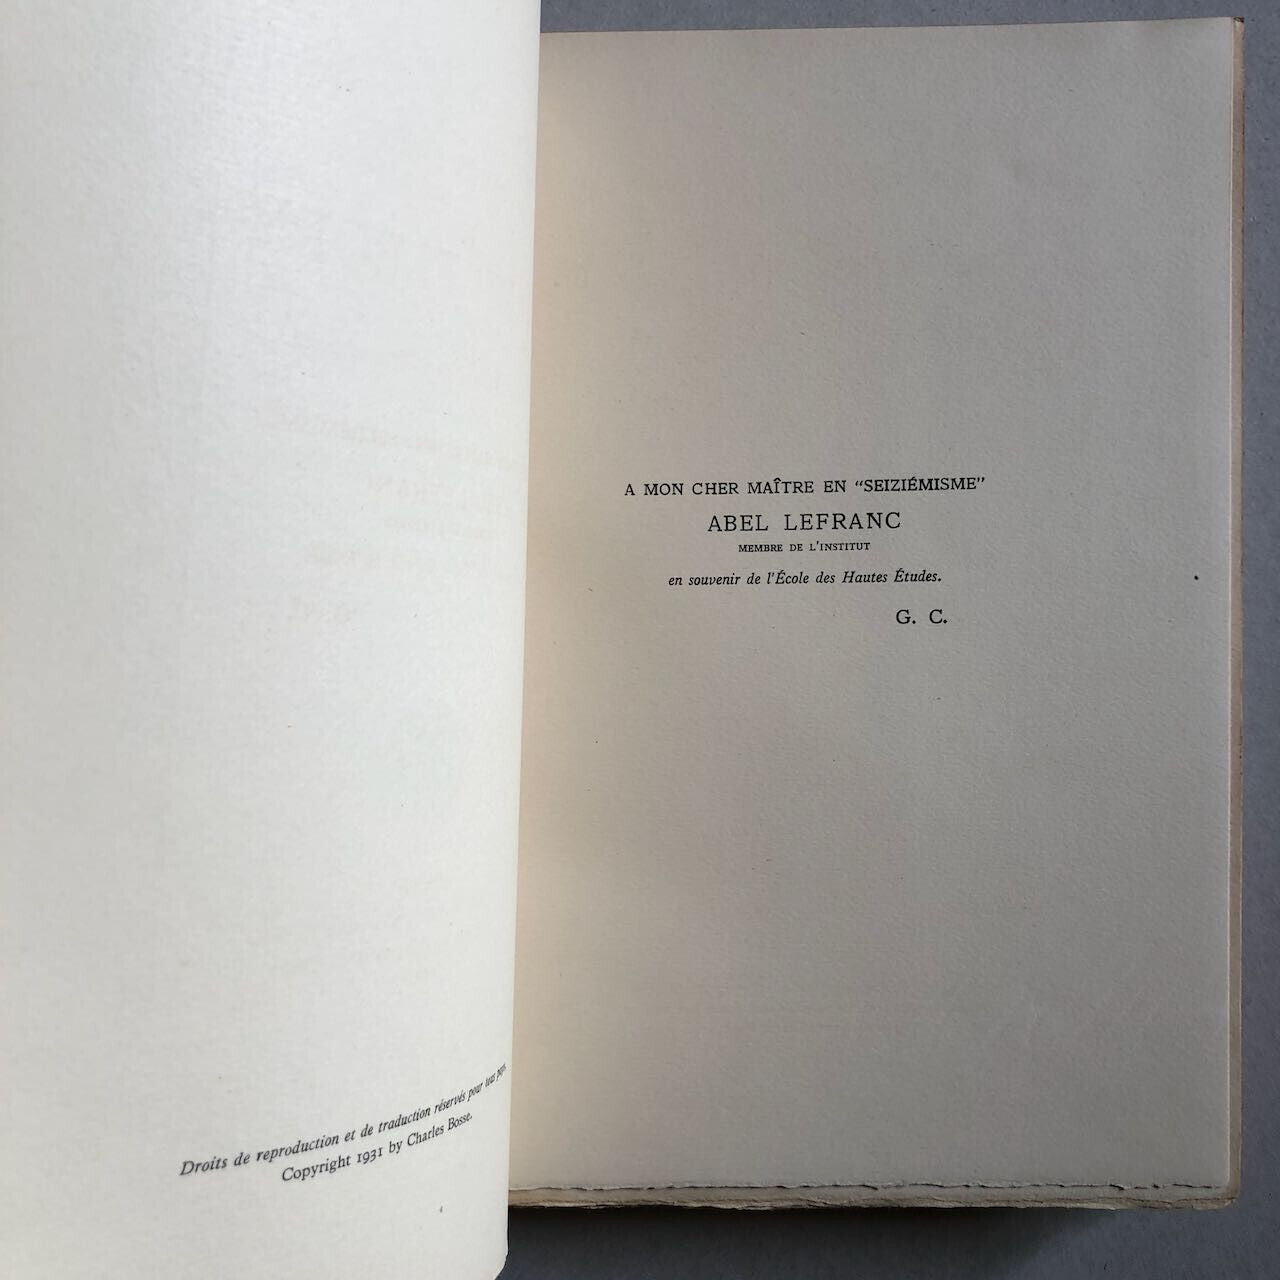 Droits de reproduction et de traduction réservés pour tous pays.
Copyright 1931 by Charles Bosse.
A MON CHER MAÎTRE EN "SEIZIÉMISME"
ABEL LEFRANC
MEMBRE DE L'INSTITUT
en souvenir de l'École des Hautes Études.
G. C.